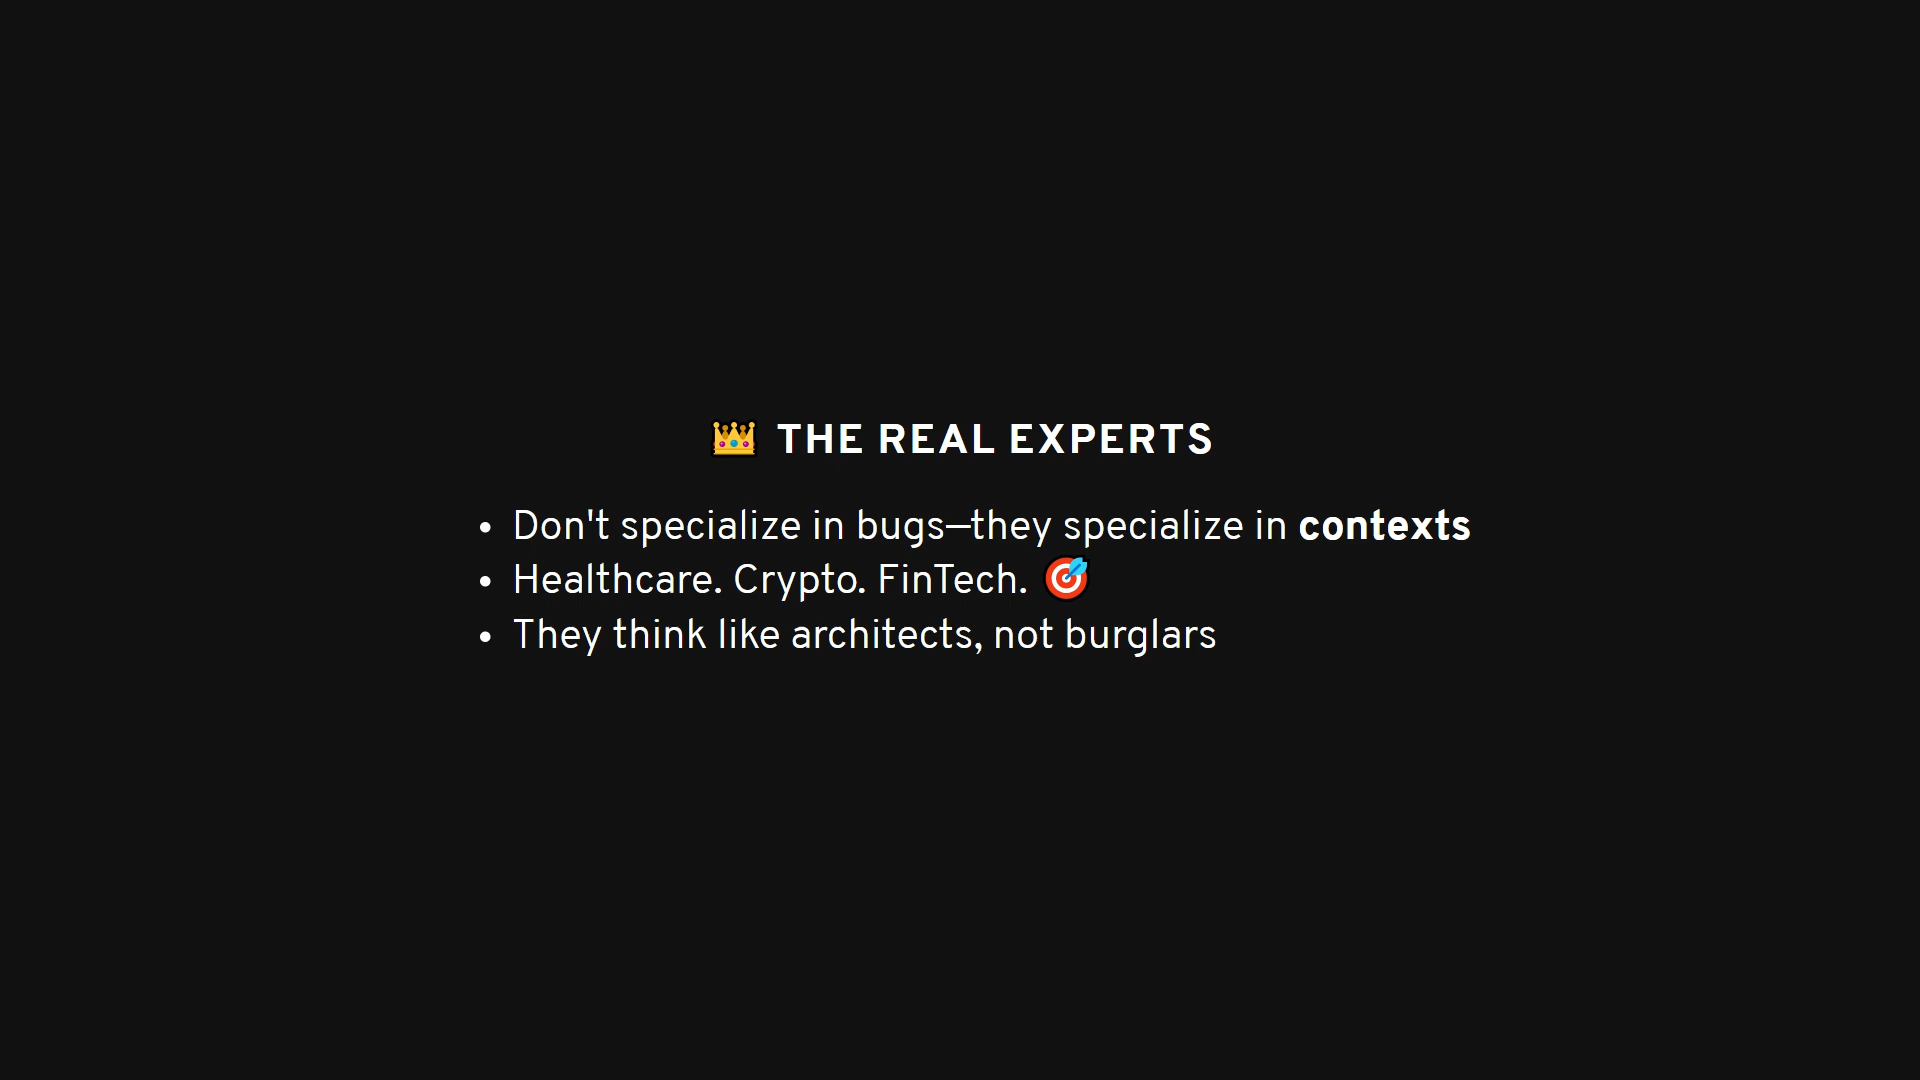 👑 THE REAL EXPERTS
• Don't specialize in bugs—they specialize in contexts
• Healthcare. Crypto. FinTech. 🎯
• They think like architects, not burglars